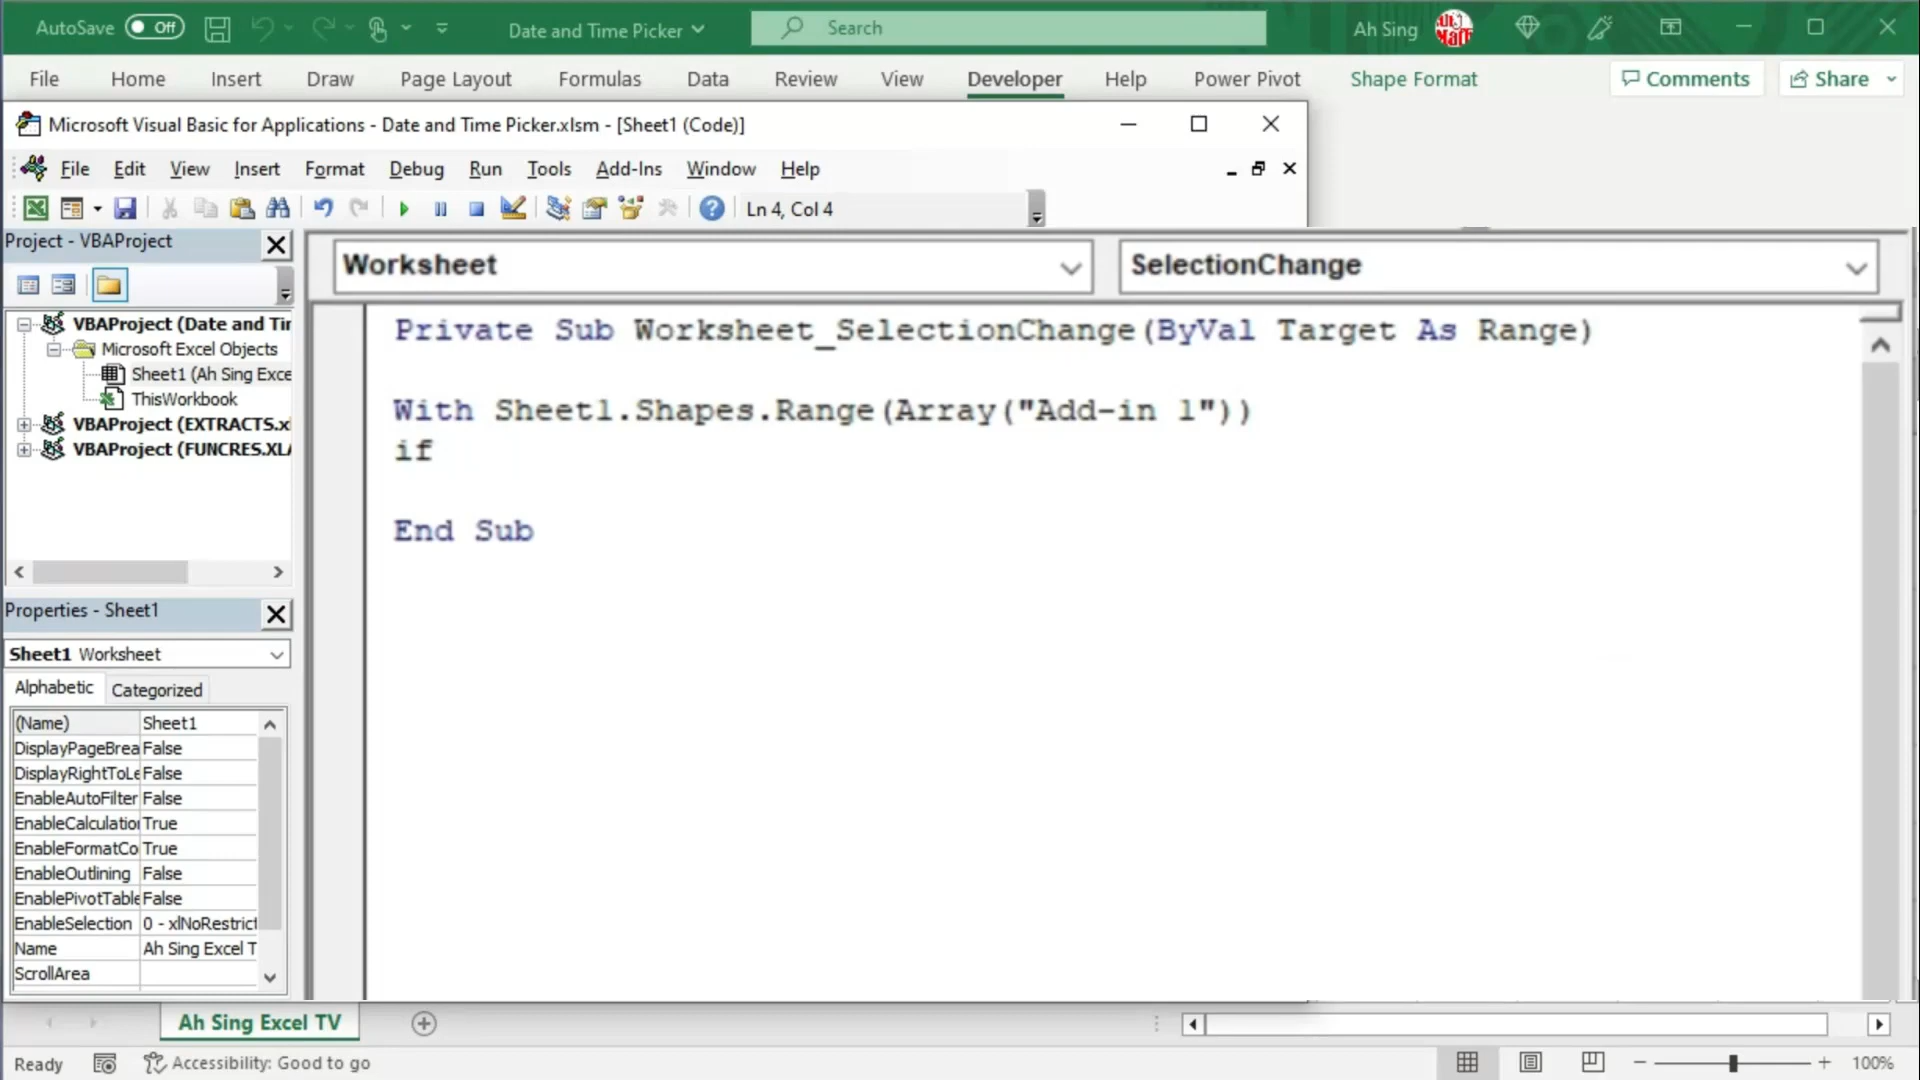 AutoSave Off Date and Time Picker Search Ah Sing
File Home Insert Draw Page Layout Formulas Data Review View Developer Help Power Pivot Shape Format Comments Share
Microsoft Visual Basic for Applications - Date and Time Picker.xlsm - [Sheet1 (Code)]
File Edit View Insert Format Debug Run Tools Add-Ins Window Help
Ln 4, Col 4
Project - VBAProject
VBAProject (Date and Tir
Microsoft Excel Objects
Sheet1 (Ah Sing Exce
ThisWorkbook
VBAProject (EXTRACTS.x
VBAProject (FUNCRES.XL
Worksheet SelectionChange
Private Sub Worksheet_SelectionChange(ByVal Target As Range)
With Sheet1.Shapes.Range(Array("Add-in 1"))
if
End Sub
Properties - Sheet1
Sheet1 Worksheet
Alphabetic Categorized
(Name) Sheet1
DisplayPageBrea False
DisplayRightToLe False
EnableAutoFilter False
EnableCalculatio True
EnableFormatCo True
EnableOutlining False
EnablePivotTable False
EnableSelection 0 - xlNoRestrict
Name Ah Sing Excel T
ScrollArea
Ah Sing Excel TV
Ready Accessibility: Good to go 100%